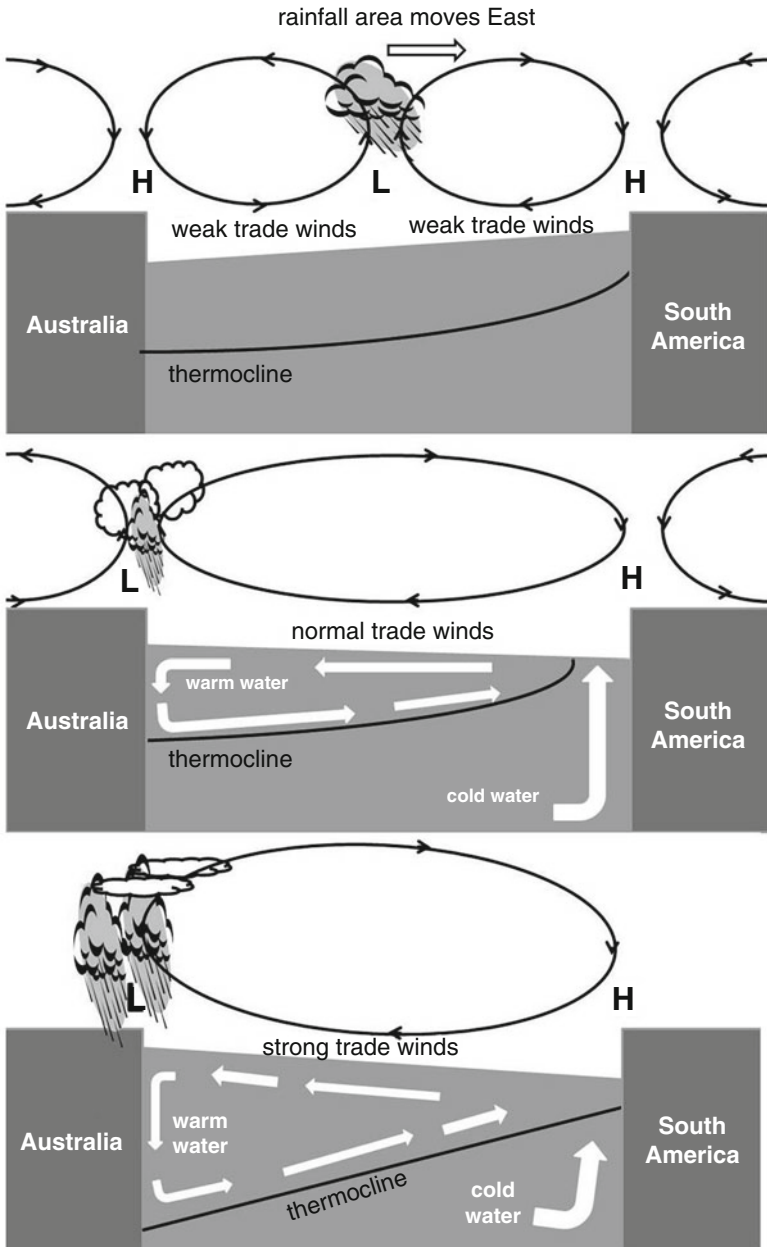 rainfall area moves East
H
L
H
weak trade winds
weak trade winds
Australia
South
America
thermocline
L
H
normal trade winds
warm water
Australia
South
America
thermocline
cold water
L
H
strong trade winds
warm
water
Australia
South
America
thermocline
cold
water